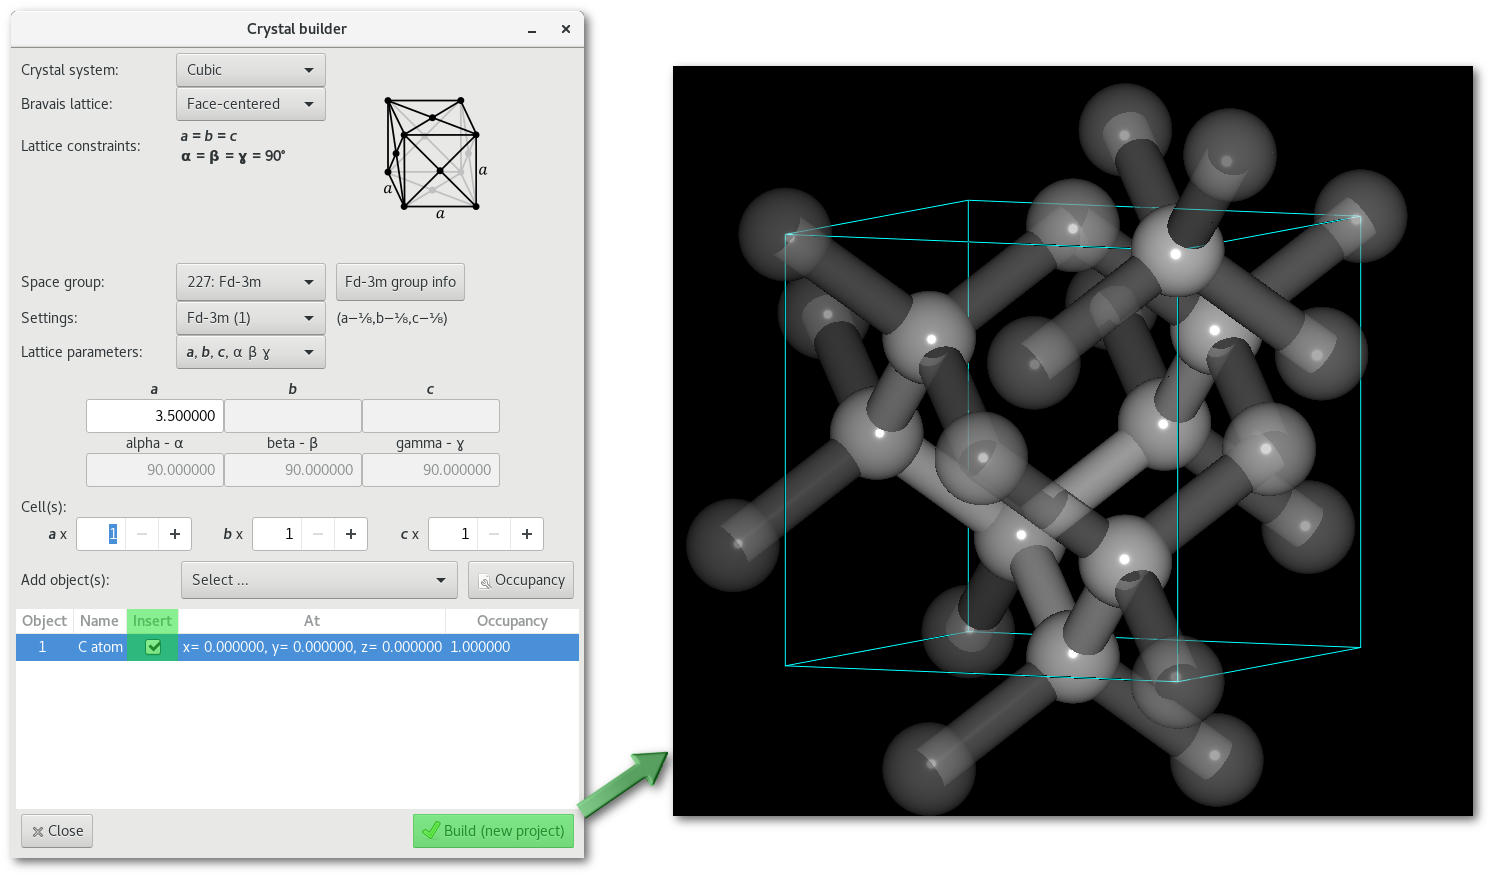 Crystal builder
Crystal system: Cubic
Bravais lattice: Face-centered
Lattice constraints: a = b = c
α = β = ɣ = 90°
a
a
a
Space group: 227: Fd-3m Fd-3m group info
Settings: Fd-3m (1) (a−⅛,b−⅛,c−⅛)
Lattice parameters: a, b, c, α β ɣ
a b c
3.500000
alpha - α beta - β gamma - ɣ
90.000000 90.000000 90.000000
Cell(s):
a x 1 − + b x 1 − + c x 1 − +
Add object(s): Select ... Occupancy
Object Name Insert At Occupancy
1 C atom x= 0.000000, y= 0.000000, z= 0.000000 1.000000
Close Build (new project)